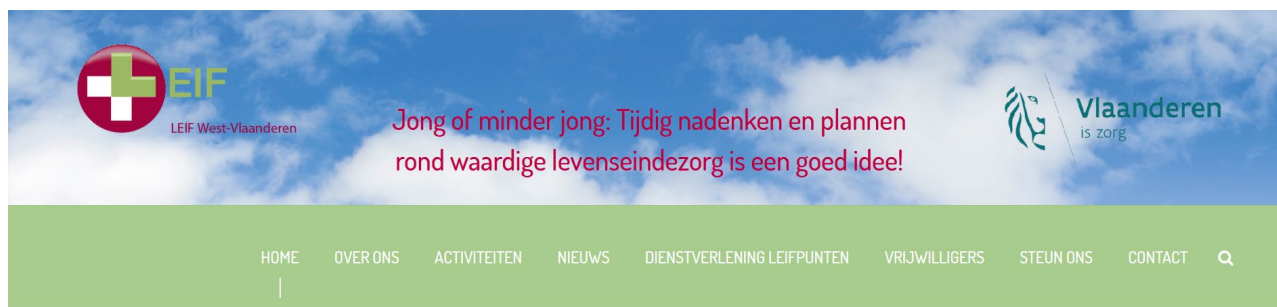 LEIF
LEIF West-Vlaanderen
Jong of minder jong: Tijdig nadenken en plannen
rond waardige levenseindezorg is een goed idee!
Vlaanderen
is zorg
HOME OVER ONS ACTIVITEITEN NIEUWS DIENSTVERLENING LEIFPUNTEN VRIJWILLIGERS STEUN ONS CONTACT